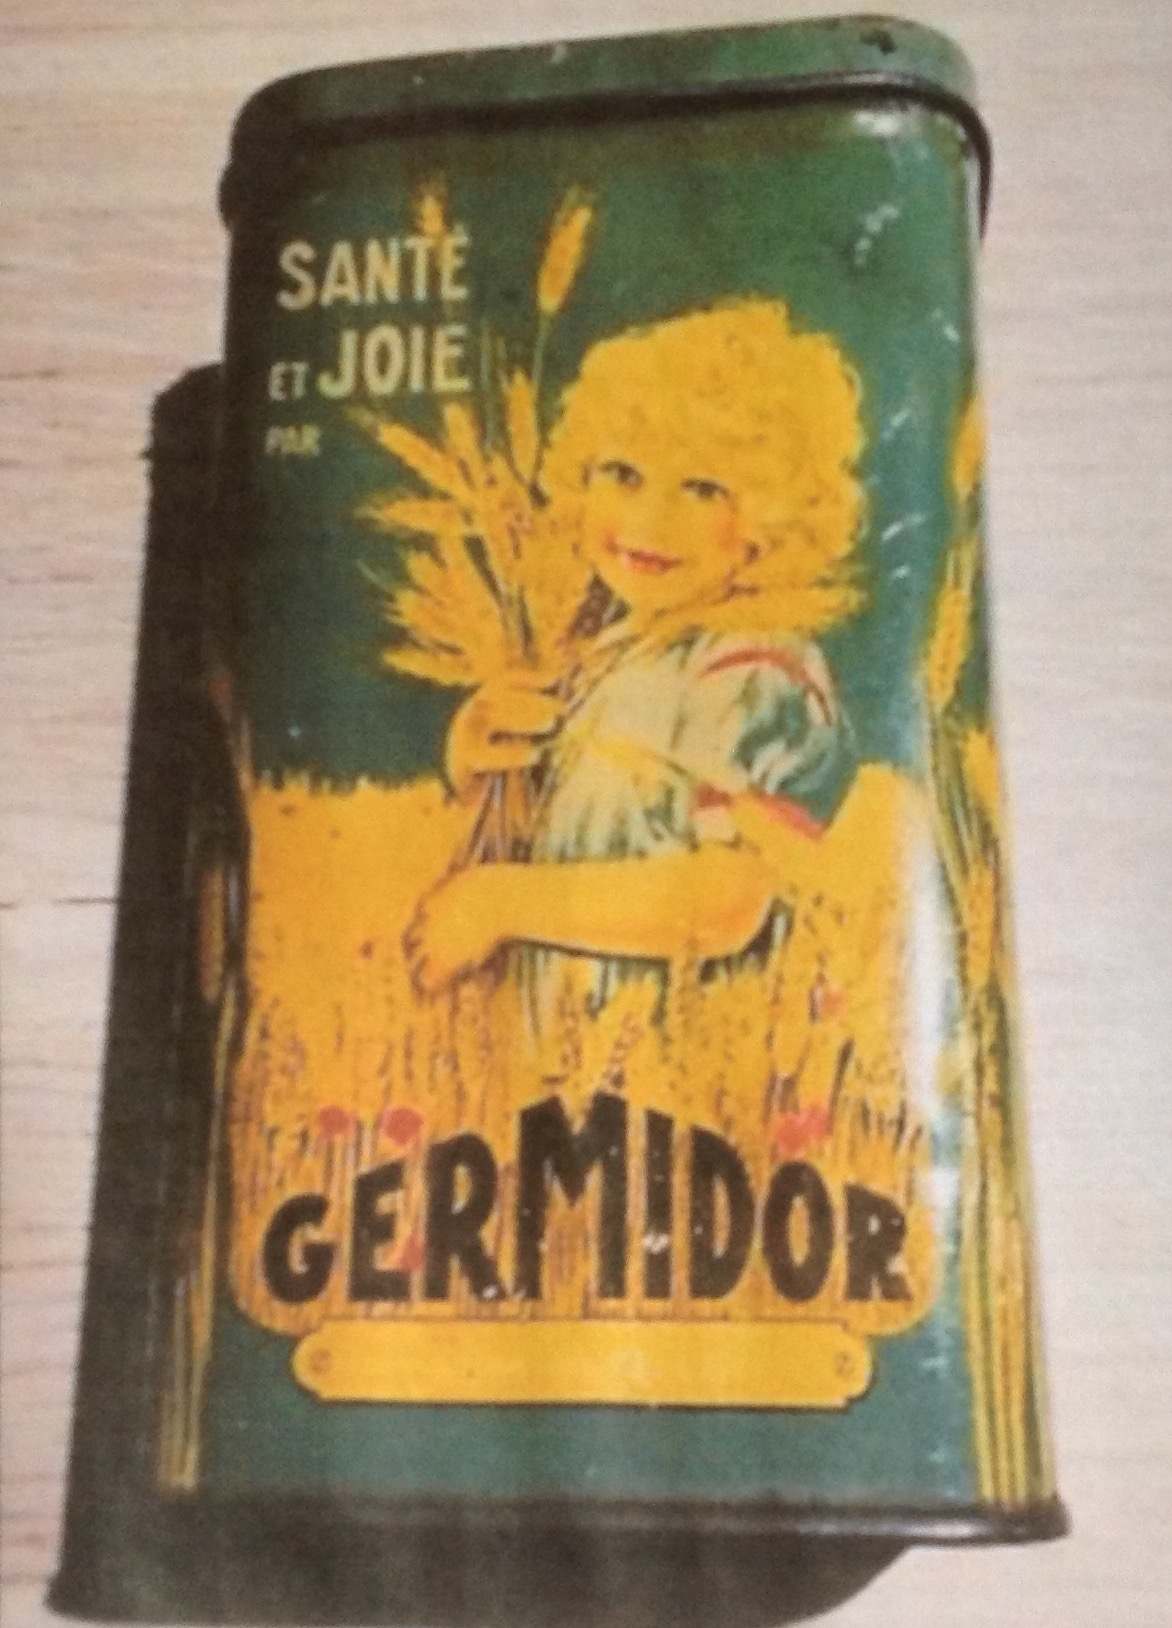 SANTÉ
ET JOIE
PAR
GERMIDOR